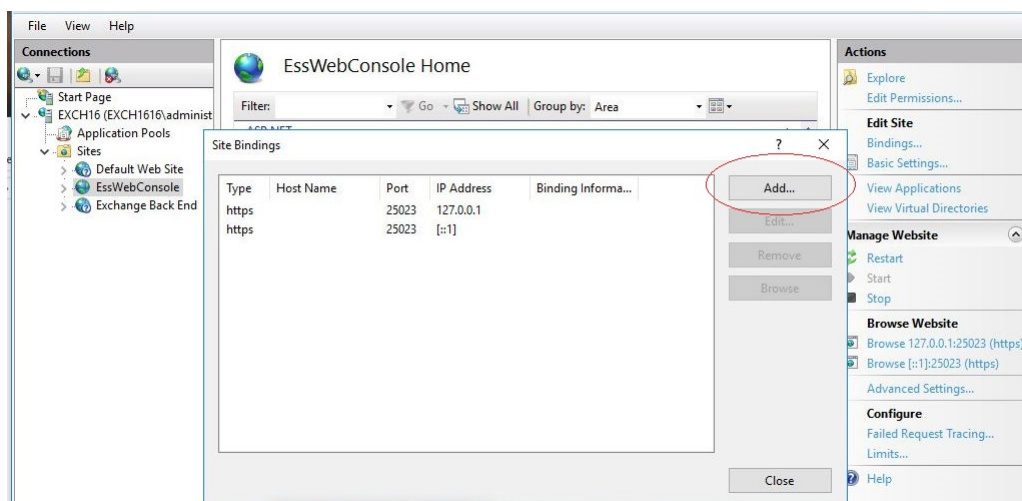 File View Help
Connections
Start Page
EXCH16 (EXCH1616\administ
Application Pools
Sites
Default Web Site
EssWebConsole
Exchange Back End
EssWebConsole Home
Filter: Go Show All Group by: Area
ASP.NET
Site Bindings ? X
Type Host Name Port IP Address Binding Informa...
https 25023 127.0.0.1
https 25023 [::1]
Add...
Edit...
Remove
Browse
Close
Actions
Explore
Edit Permissions...
Edit Site
Bindings...
Basic Settings...
View Applications
View Virtual Directories
Manage Website
Restart
Start
Stop
Browse Website
Browse 127.0.0.1:25023 (https)
Browse [::1]:25023 (https)
Advanced Settings...
Configure
Failed Request Tracing...
Limits...
Help